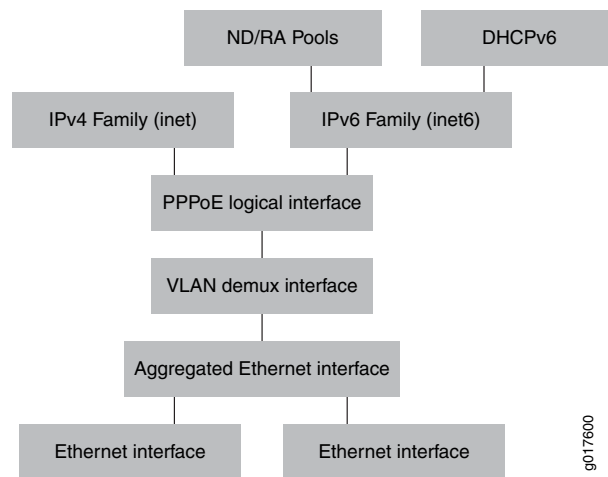 ND/RA Pools
DHCPv6
IPv4 Family (inet)
IPv6 Family (inet6)
PPPoE logical interface
VLAN demux interface
Aggregated Ethernet interface
Ethernet interface
Ethernet interface
g017600